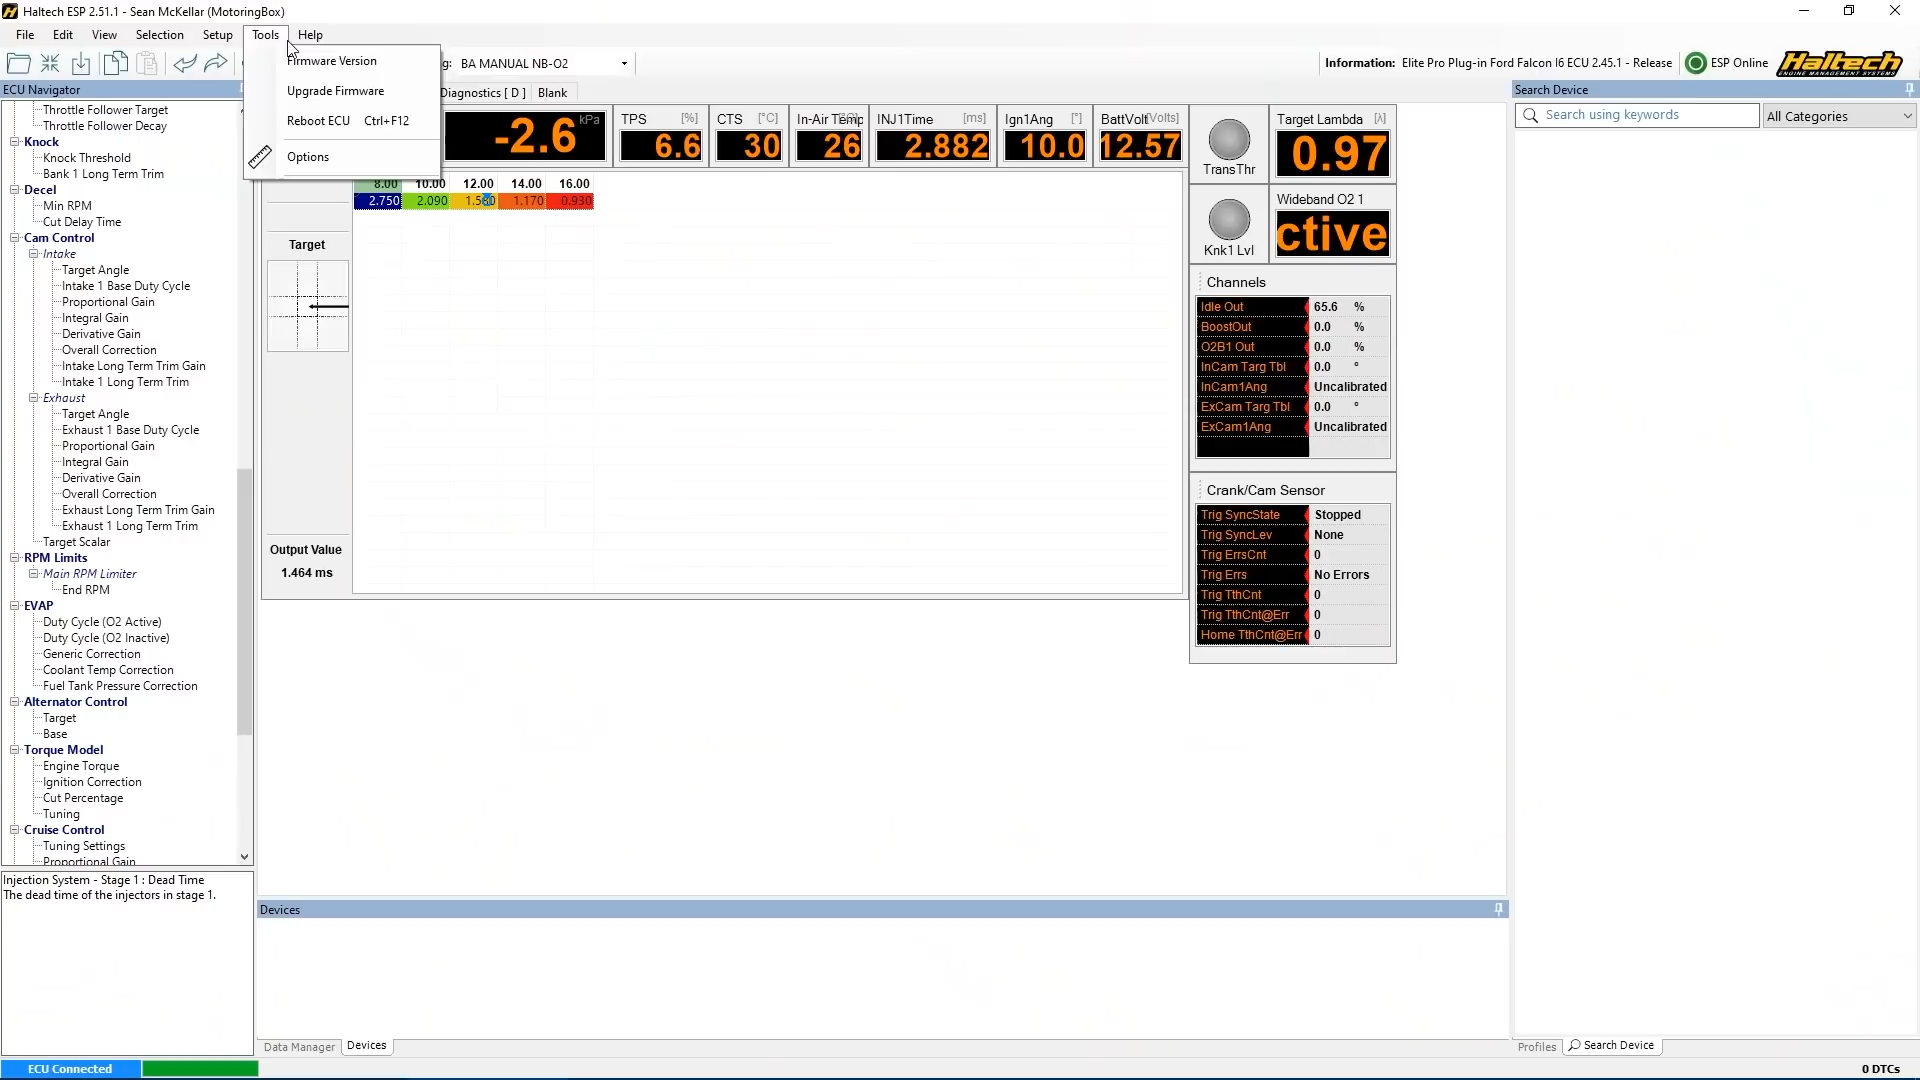 Haltech ESP 2.51.1 - Sean McKellar (MotoringBox)
File Edit View Selection Setup Tools Help
Firmware Version
Upgrade Firmware
Reboot ECU Ctrl+F12
Options
g: BA MANUAL NB-O2
Information: Elite Pro Plug-in Ford Falcon I6 ECU 2.45.1 - Release
ESP Online
Haltech
ENGINE MANAGEMENT SYSTEMS
ECU Navigator
Throttle Follower Target
Throttle Follower Decay
Knock
Knock Threshold
Bank 1 Long Term Trim
Decel
Min RPM
Cut Delay Time
Cam Control
Intake
Target Angle
Intake 1 Base Duty Cycle
Proportional Gain
Integral Gain
Derivative Gain
Overall Correction
Intake Long Term Trim Gain
Intake 1 Long Term Trim
Exhaust
Target Angle
Exhaust 1 Base Duty Cycle
Proportional Gain
Integral Gain
Derivative Gain
Overall Correction
Exhaust Long Term Trim Gain
Exhaust 1 Long Term Trim
Target Scalar
RPM Limits
Main RPM Limiter
End RPM
EVAP
Duty Cycle (O2 Active)
Duty Cycle (O2 Inactive)
Generic Correction
Coolant Temp Correction
Fuel Tank Pressure Correction
Alternator Control
Target
Base
Torque Model
Engine Torque
Ignition Correction
Cut Percentage
Tuning
Cruise Control
Tuning Settings
Proportional Gain
Injection System - Stage 1 : Dead Time
The dead time of the injectors in stage 1.
Diagnostics [ D ] Blank
kPa
-2.6
TPS [%]
6.6
CTS [°C]
30
In-Air Temp
26
INJ1Time [ms]
2.882
Ign1Ang [°]
10.0
BattVolt [Volts]
12.57
TransThr
Target Lambda [λ]
0.97
Knk1 Lvl
Wideband O2 1
ctive
8.00 10.00 12.00 14.00 16.00
2.750 2.090 1.170 0.930
Target
Output Value
1.464 ms
Channels
Idle Out 65.6 %
BoostOut 0.0 %
O2B1 Out 0.0 %
InCam Targ Tbl 0.0 °
InCam1Ang Uncalibrated
ExCam Targ Tbl 0.0 °
ExCam1Ang Uncalibrated
Crank/Cam Sensor
Trig SyncState Stopped
Trig SyncLev None
Trig ErrsCnt 0
Trig Errs No Errors
Trig TthCnt 0
Trig TthCnt@Err 0
Home TthCnt@Err 0
Search Device
Search using keywords
All Categories
Devices
Data Manager Devices
Profiles Search Device
ECU Connected
0 DTCs